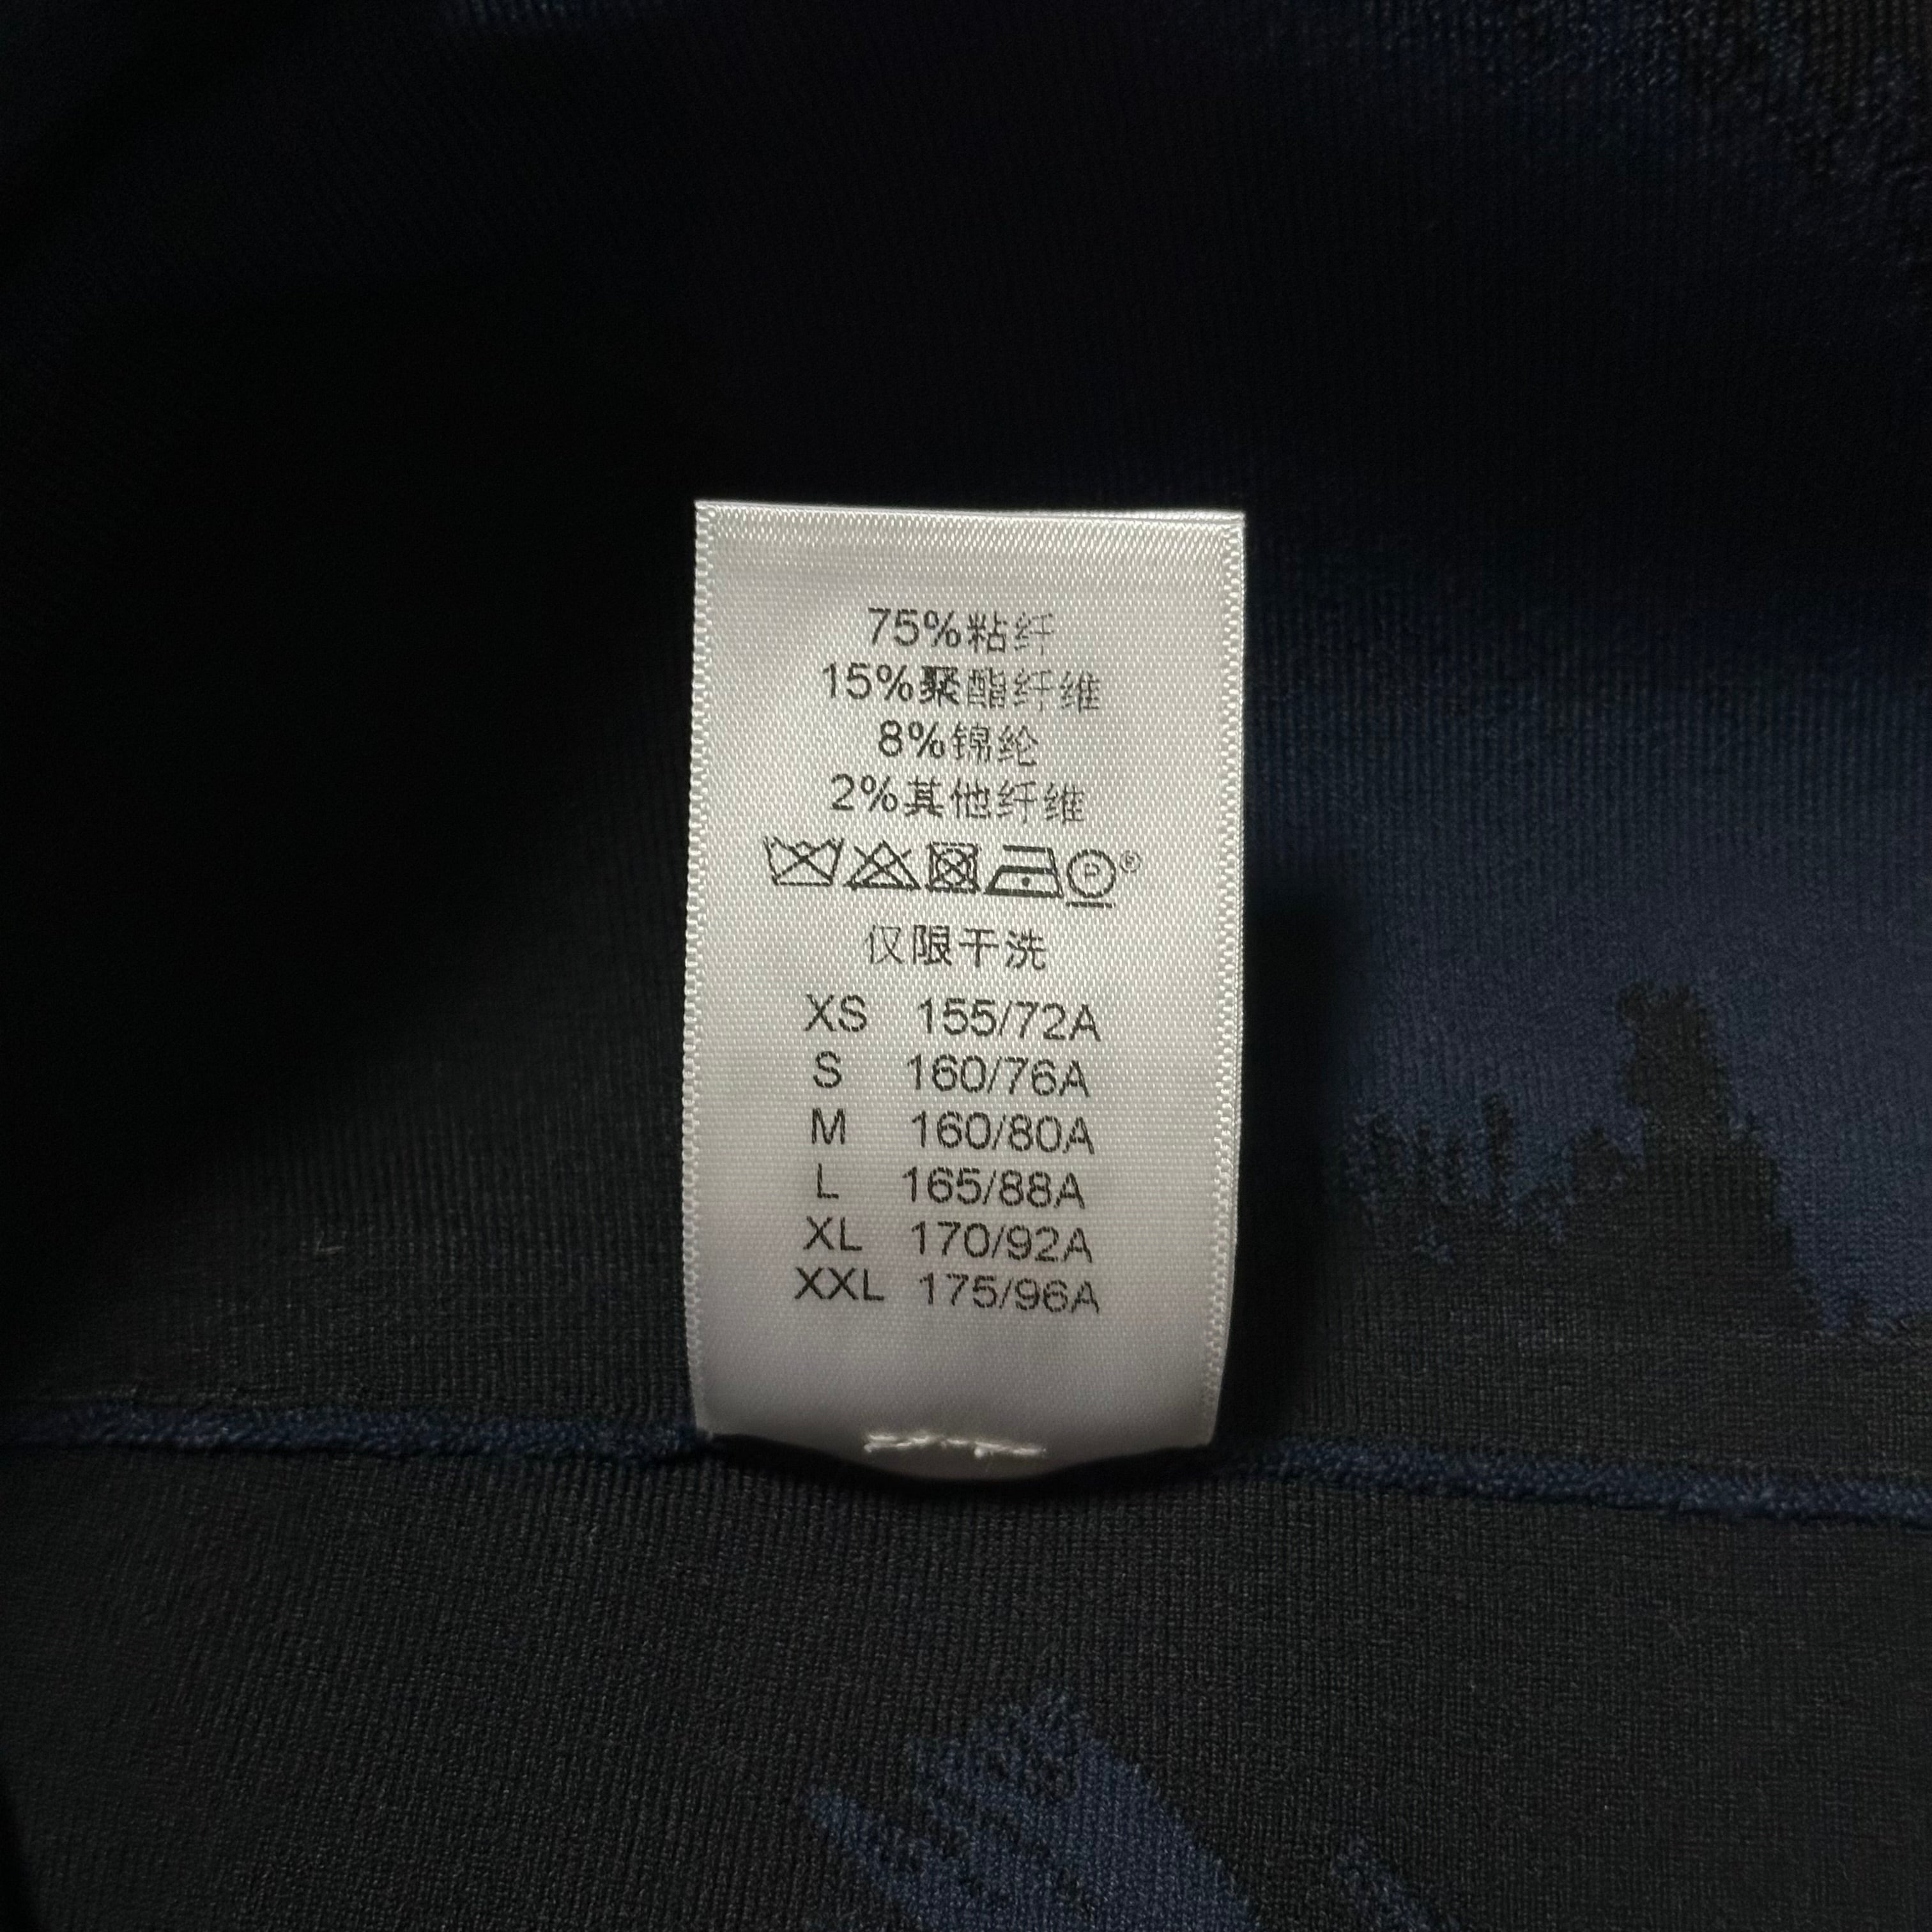 75%粘纤
15%聚酯纤维
8%锦纶
2%其他纤维
P®
仅限干洗
XS 155/72A
S 160/76A
M 160/80A
L 165/88A
XL 170/92A
XXL 175/96A